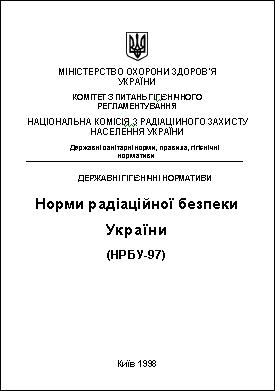 МІНІСТЕРСТВО ОХОРОНИ ЗДОРОВ'Я
УКРАЇНИ
КОМІТЕТ З ПИТАНЬ ГІГІЄНІЧНОГО
РЕГЛАМЕНТУВАННЯ
НАЦІОНАЛЬНА КОМІСІЯ З РАДІАЦІЙНОГО ЗАХИСТУ
НАСЕЛЕННЯ УКРАЇНИ
Державні санітарні норми, правила, гігієнічні
нормативи
ДЕРЖАВНІ ГІГІЄНІЧНІ НОРМАТИВИ
Норми радіаційної безпеки
України
(НРБУ-97)
Київ 1998